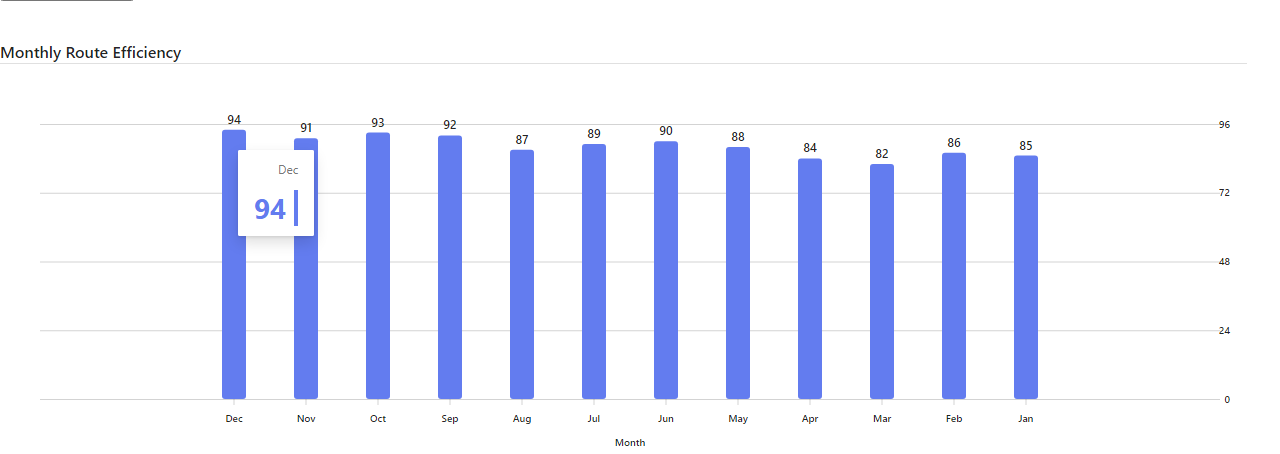 Monthly Route Efficiency
94 91 93 92 87 89 90 88 84 82 86 85
Dec
94
96
72
48
24
0
Dec Nov Oct Sep Aug Jul Jun May Apr Mar Feb Jan
Month